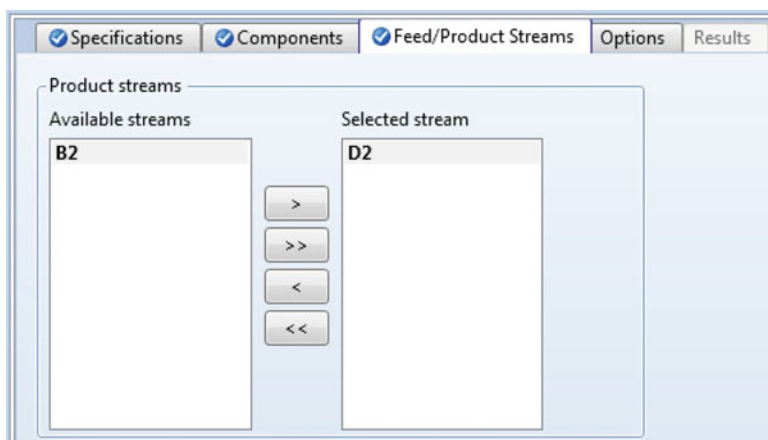 Specifications Components Feed/Product Streams Options Results
Product streams
Available streams Selected stream
B2 D2
>
>>
<
<<